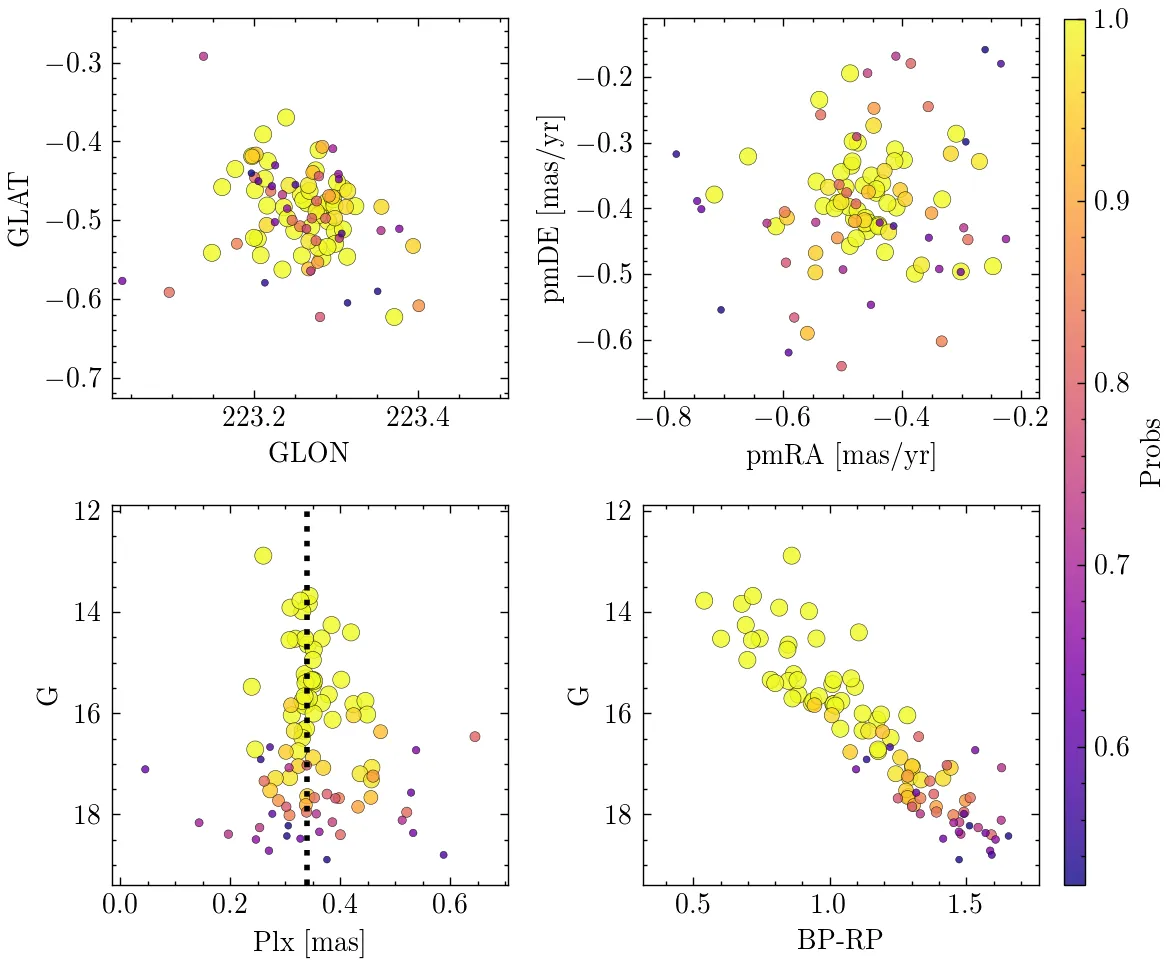 −0.3
−0.4
−0.5
−0.6
−0.7
GLAT
223.2 223.4
GLON
−0.2
−0.3
−0.4
−0.5
−0.6
pmDE [mas/yr]
−0.8 −0.6 −0.4 −0.2
pmRA [mas/yr]
12
14
16
18
G
0.0 0.2 0.4 0.6
Plx [mas]
12
14
16
18
G
0.5 1.0 1.5
BP-RP
1.0
0.9
0.8
0.7
0.6
Probs